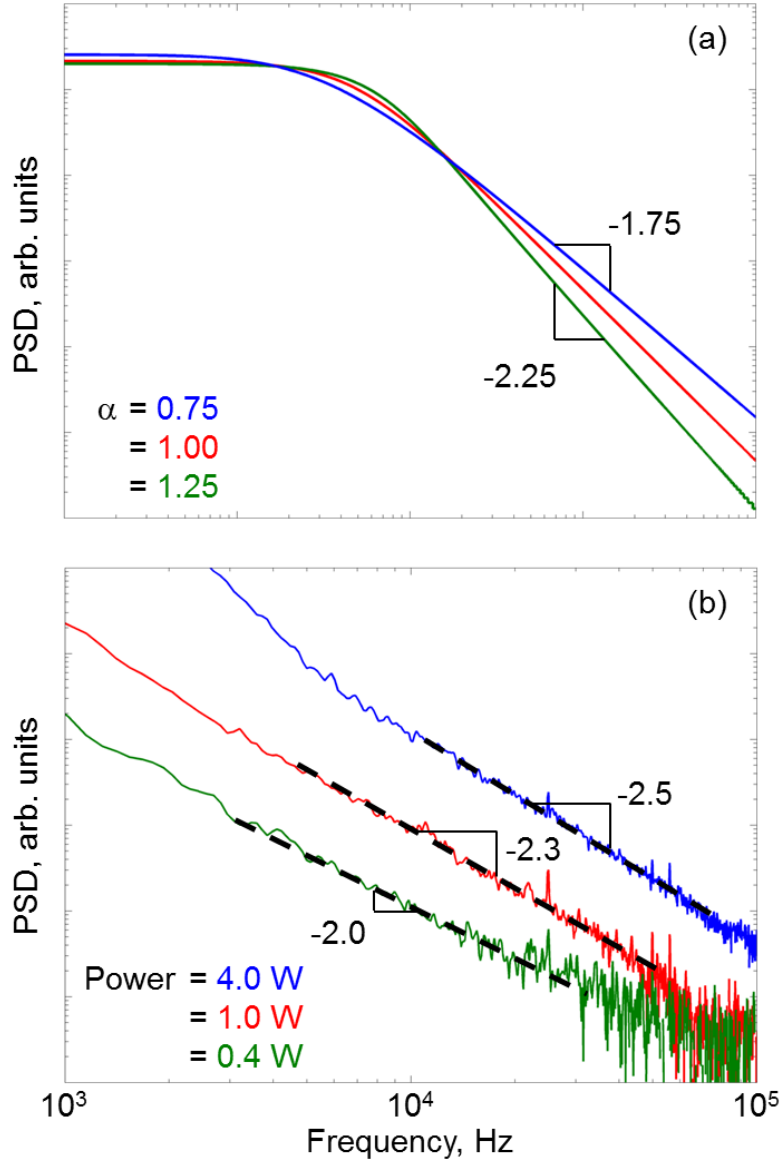 (a)
PSD, arb. units
-1.75
-2.25
α = 0.75
= 1.00
= 1.25
(b)
PSD, arb. units
-2.5
-2.3
-2.0
Power = 4.0 W
= 1.0 W
= 0.4 W
10³ 10⁴ 10⁵
Frequency, Hz